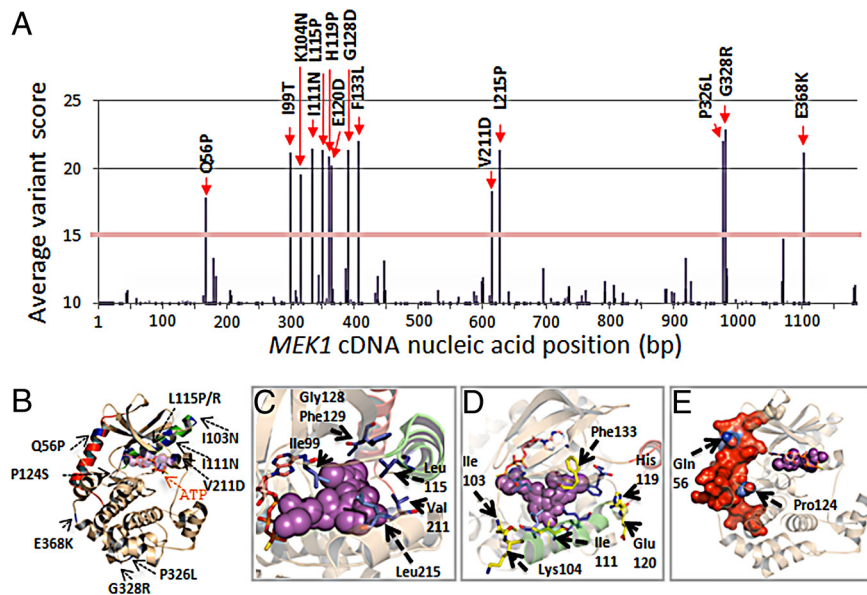 A
Average variant score
25
20
15
10
Q56P
I99T
K104N
I111N
L115P
H119P
E120D
G128D
F133L
V211D
L215P
P326L
G328R
E368K
1 100 200 300 400 500 600 700 800 900 1000 1100
MEK1 cDNA nucleic acid position (bp)
B
L115P/R
Q56P
I103N
P124S
I111N
V211D
ATP
E368K
P326L
G328R
C
Gly128
Phe129
Ile99
Leu
115
Val
211
Leu215
D
Phe133
Ile
103
His
119
Glu
120
Ile
111
Lys104
E
Gln
56
Pro124